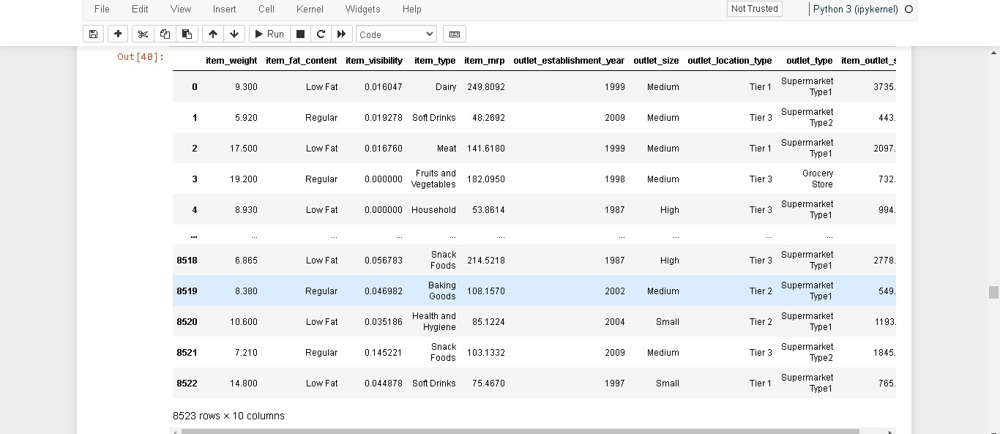 File Edit View Insert Cell Kernel Widgets Help Not Trusted Python 3 (ipykernel)
Run Code
Out[40]:
item_weight item_fat_content item_visibility item_type item_mrp outlet_establishment_year outlet_size outlet_location_type outlet_type item_outlet_s
0 9.300 Low Fat 0.016047 Dairy 249.8092 1999 Medium Tier 1 Supermarket Type1 3735.
1 5.920 Regular 0.019278 Soft Drinks 48.2692 2009 Medium Tier 3 Supermarket Type2 443.
2 17.500 Low Fat 0.016760 Meat 141.6180 1999 Medium Tier 1 Supermarket Type1 2097.
3 19.200 Regular 0.000000 Fruits and Vegetables 182.0950 1998 Medium Tier 3 Grocery Store 732.
4 8.930 Low Fat 0.000000 Household 53.8614 1987 High Tier 3 Supermarket Type1 994.
... ... ... ... ... ... ... ... ... ...
8518 6.865 Low Fat 0.056783 Snack Foods 214.5218 1987 High Tier 3 Supermarket Type1 2778.
8519 8.380 Regular 0.046982 Baking Goods 108.1570 2002 Medium Tier 2 Supermarket Type1 549.
8520 10.600 Low Fat 0.035186 Health and Hygiene 85.1224 2004 Small Tier 2 Supermarket Type1 1193.
8521 7.210 Regular 0.145221 Snack Foods 103.1332 2009 Medium Tier 3 Supermarket Type2 1845.
8522 14.800 Low Fat 0.044878 Soft Drinks 75.4670 1997 Small Tier 1 Supermarket Type1 765.
8523 rows × 10 columns